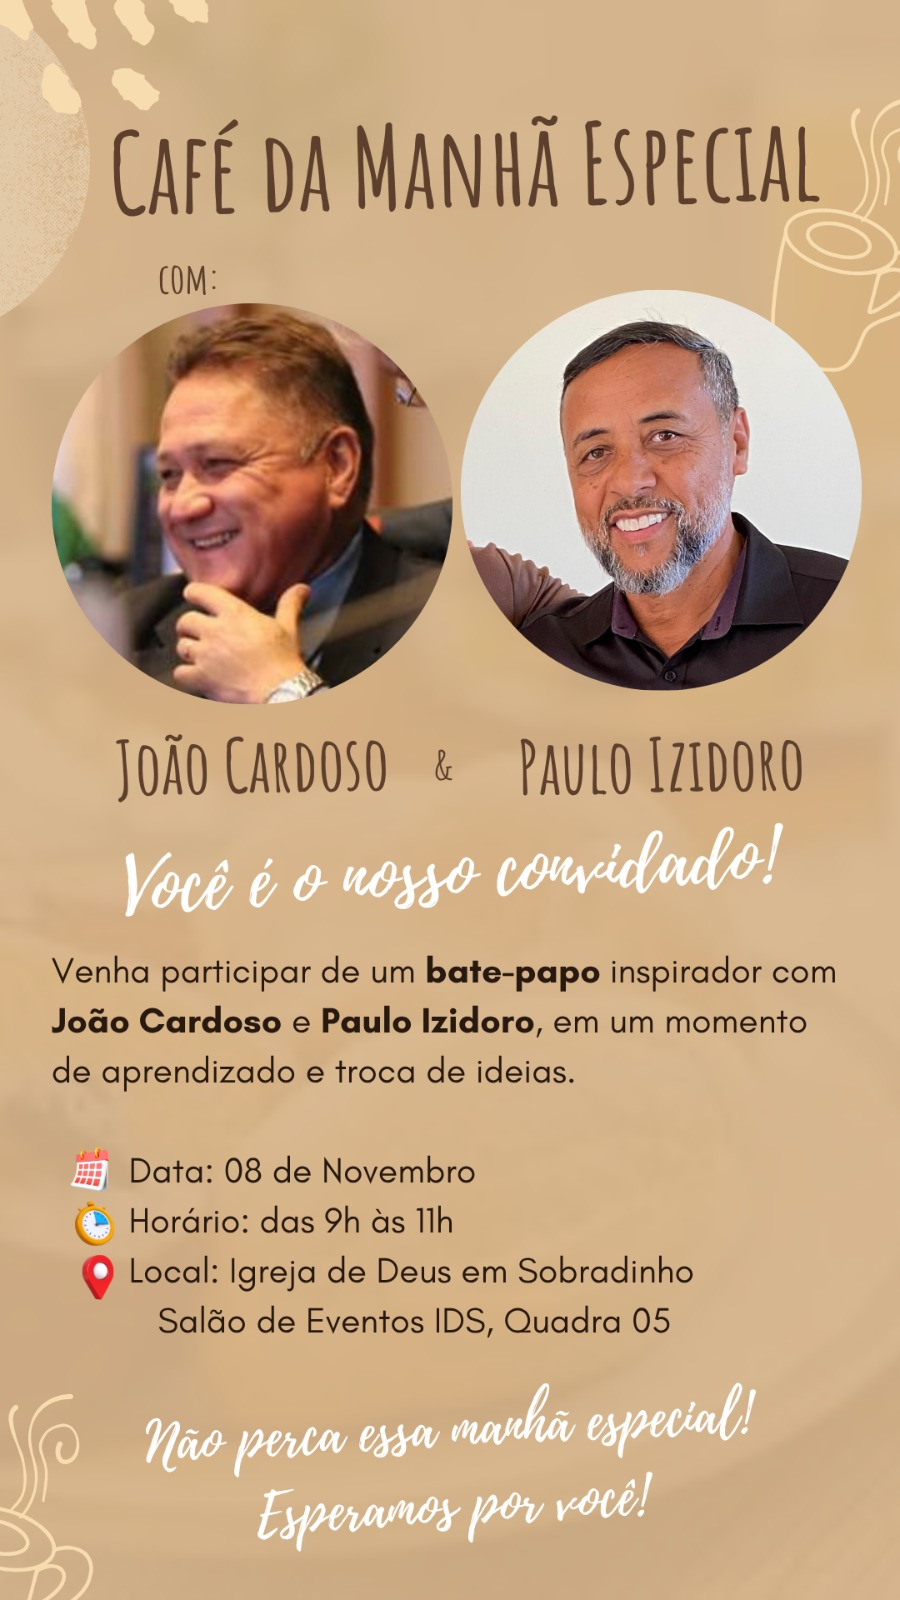 Café da Manhã Especial
com:
João Cardoso & Paulo Izidoro
Você é o nosso convidado!
Venha participar de um bate-papo inspirador com
João Cardoso e Paulo Izidoro, em um momento
de aprendizado e troca de ideias.
Data: 08 de Novembro
Horário: das 9h às 11h
Local: Igreja de Deus em Sobradinho
Salão de Eventos IDS, Quadra 05
Não perca essa manhã especial!
Esperamos por você!